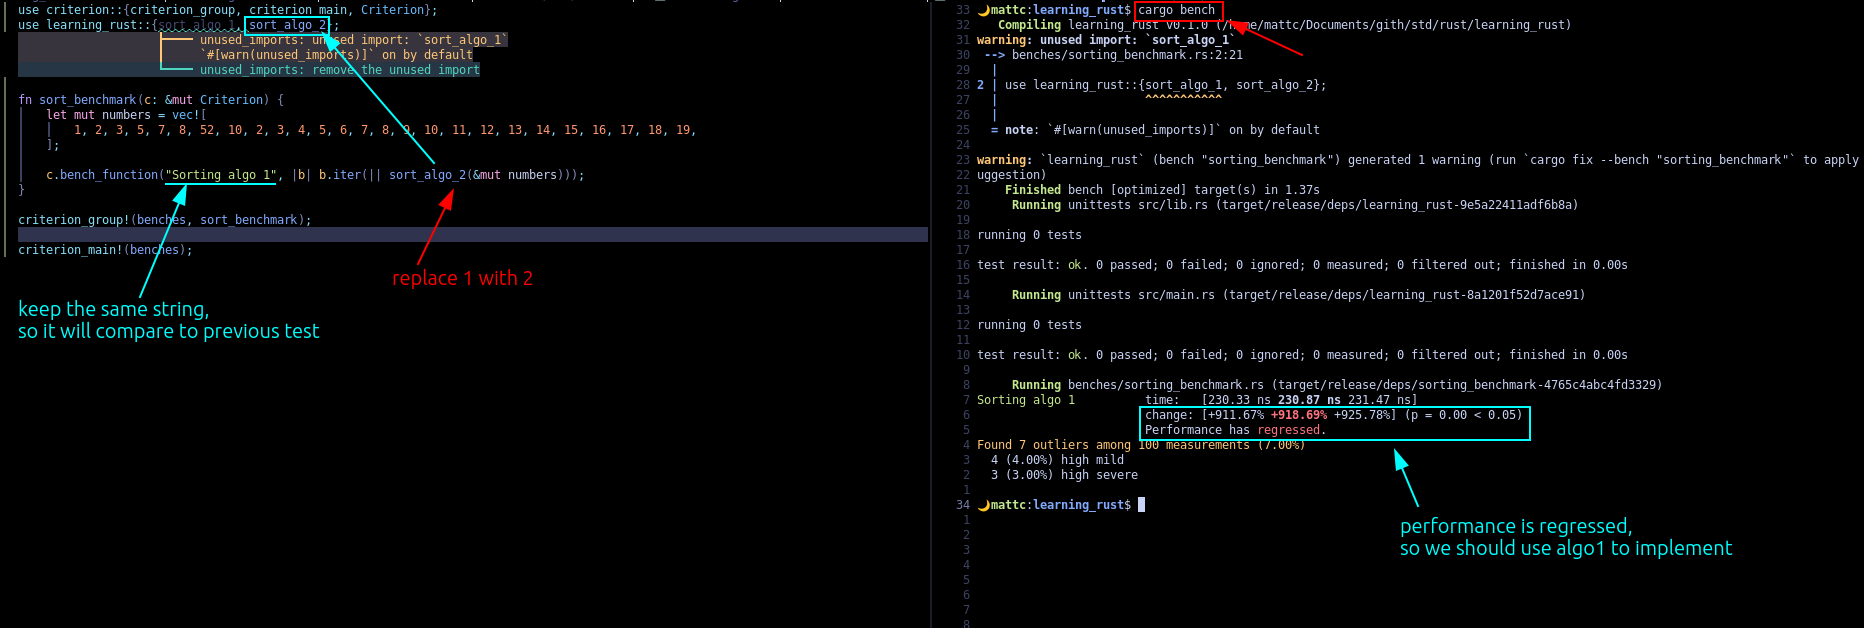 use criterion::{criterion_group, criterion_main, Criterion};
use learning_rust::{sort_algo_1, sort_algo_2};
unused_imports: unused import: `sort_algo_1`
`#[warn(unused_imports)]` on by default
unused_imports: remove the unused import
fn sort_benchmark(c: &mut Criterion) {
let mut numbers = vec![
1, 2, 3, 5, 7, 8, 52, 10, 2, 3, 4, 5, 6, 7, 8, 9, 10, 11, 12, 13, 14, 15, 16, 17, 18, 19,
];
c.bench_function("Sorting algo 1", |b| b.iter(|| sort_algo_2(&mut numbers)));
}
criterion_group!(benches, sort_benchmark);
criterion_main!(benches);
replace 1 with 2
keep the same string,
so it will compare to previous test
33 🌙mattc:learning_rust$ cargo bench
32 Compiling learning_rust v0.1.0 (/home/mattc/Documents/gith/std/rust/learning_rust)
31 warning: unused import: `sort_algo_1`
30 --> benches/sorting_benchmark.rs:2:21
29 |
28 2 | use learning_rust::{sort_algo_1, sort_algo_2};
27 | ^^^^^^^^^^^
26 |
25 = note: `#[warn(unused_imports)]` on by default
24
23 warning: `learning_rust` (bench "sorting_benchmark") generated 1 warning (run `cargo fix --bench "sorting_benchmark"` to apply
22 uggestion)
21 Finished bench [optimized] target(s) in 1.37s
20 Running unittests src/lib.rs (target/release/deps/learning_rust-9e5a22411adf6b8a)
19
18 running 0 tests
17
16 test result: ok. 0 passed; 0 failed; 0 ignored; 0 measured; 0 filtered out; finished in 0.00s
15
14 Running unittests src/main.rs (target/release/deps/learning_rust-8a1201f52d7ace91)
13
12 running 0 tests
11
10 test result: ok. 0 passed; 0 failed; 0 ignored; 0 measured; 0 filtered out; finished in 0.00s
9
8 Running benches/sorting_benchmark.rs (target/release/deps/sorting_benchmark-4765c4abc4fd3329)
7 Sorting algo 1 time: [230.33 ns 230.87 ns 231.47 ns]
6 change: [+911.67% +918.69% +925.78%] (p = 0.00 < 0.05)
5 Performance has regressed.
4 Found 7 outliers among 100 measurements (7.00%)
3 4 (4.00%) high mild
2 3 (3.00%) high severe
1
34 🌙mattc:learning_rust$
1
2
3
4
5
6
7
8
performance is regressed,
so we should use algo1 to implement